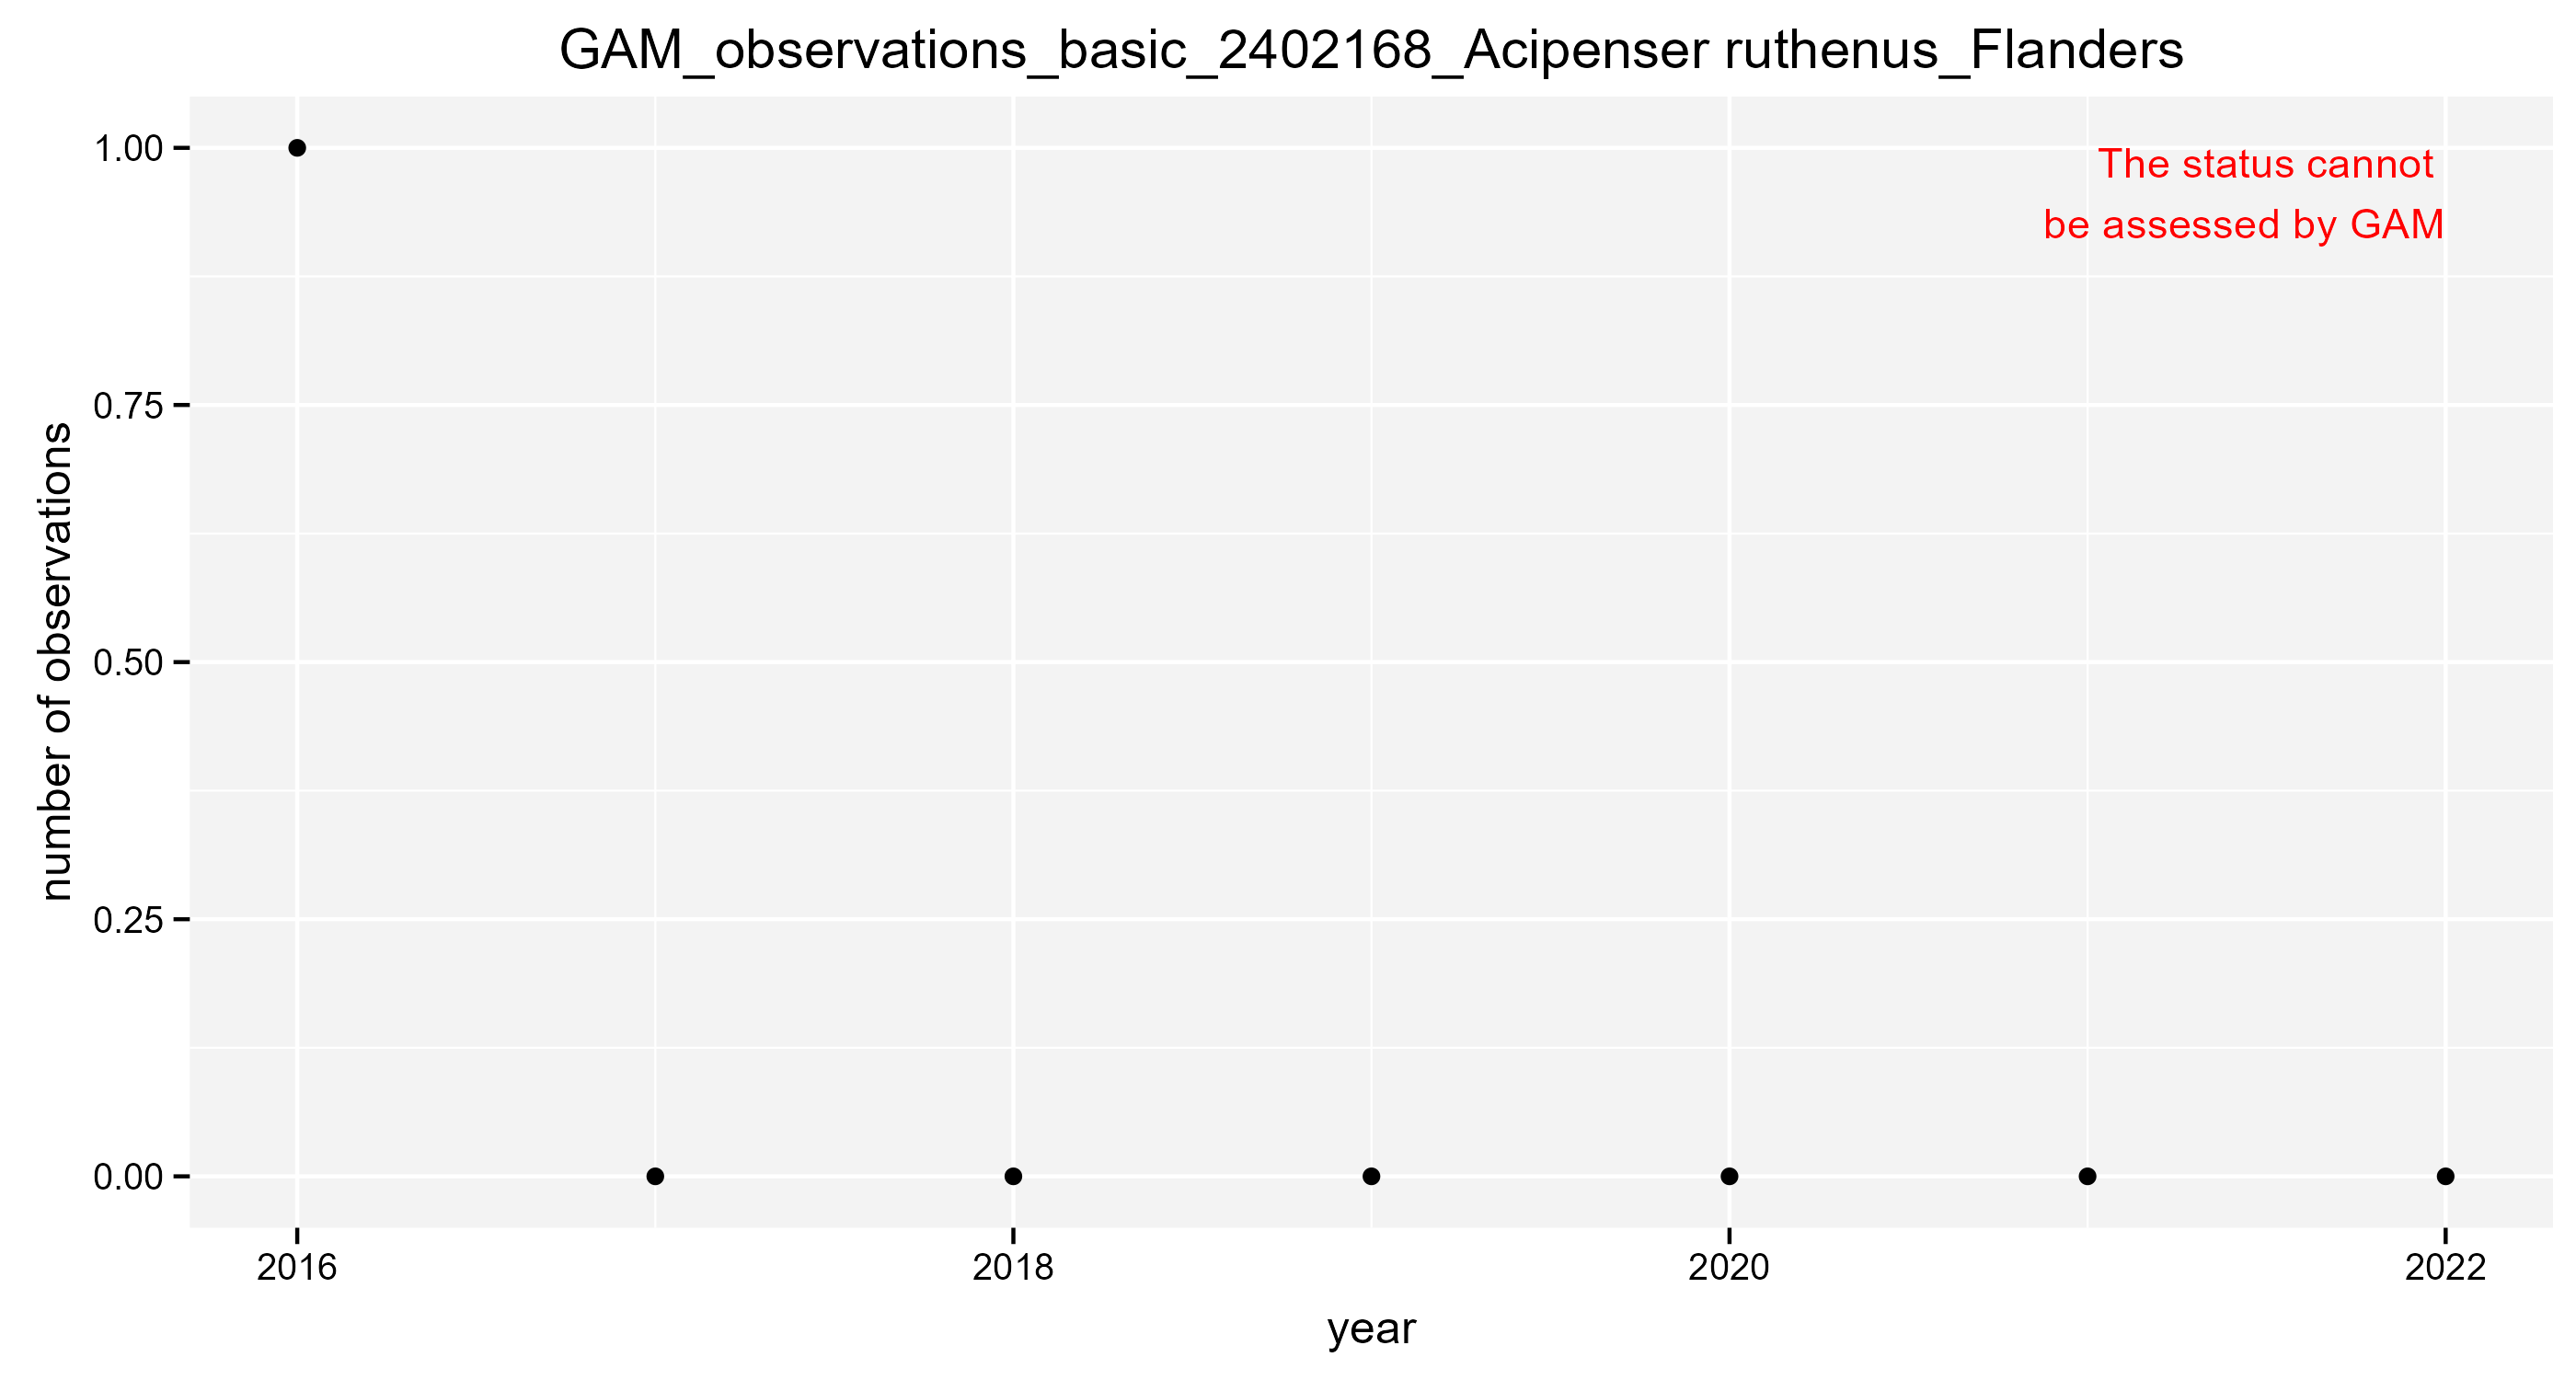 GAM_observations_basic_2402168_Acipenser ruthenus_Flanders
The status cannot
be assessed by GAM
number of observations
1.00
0.75
0.50
0.25
0.00
2016 2018 2020 2022
year